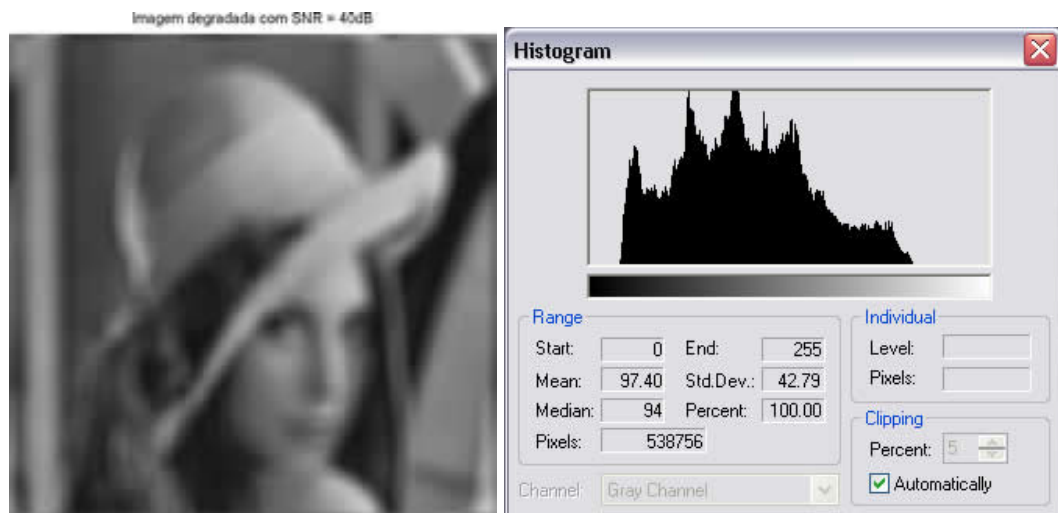 Imagem degradada com SNR = 40dB
Histogram
Range
Start: 0 End: 255
Mean: 97.40 Std.Dev.: 42.79
Median: 94 Percent: 100.00
Pixels: 538756
Individual
Level:
Pixels:
Clipping
Percent: 5
Automatically
Channel: Gray Channel